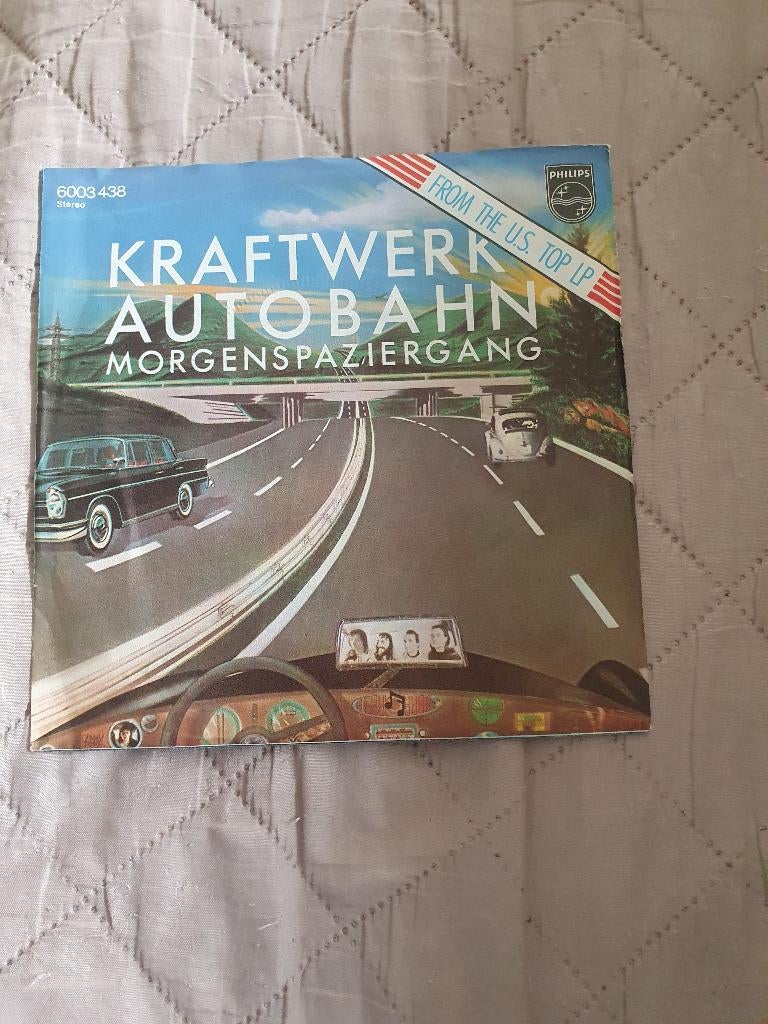 6003 438
Stereo
FROM THE U.S. TOP LP
PHILIPS
KRAFTWERK
AUTOBAHN
MORGENSPAZIERGANG